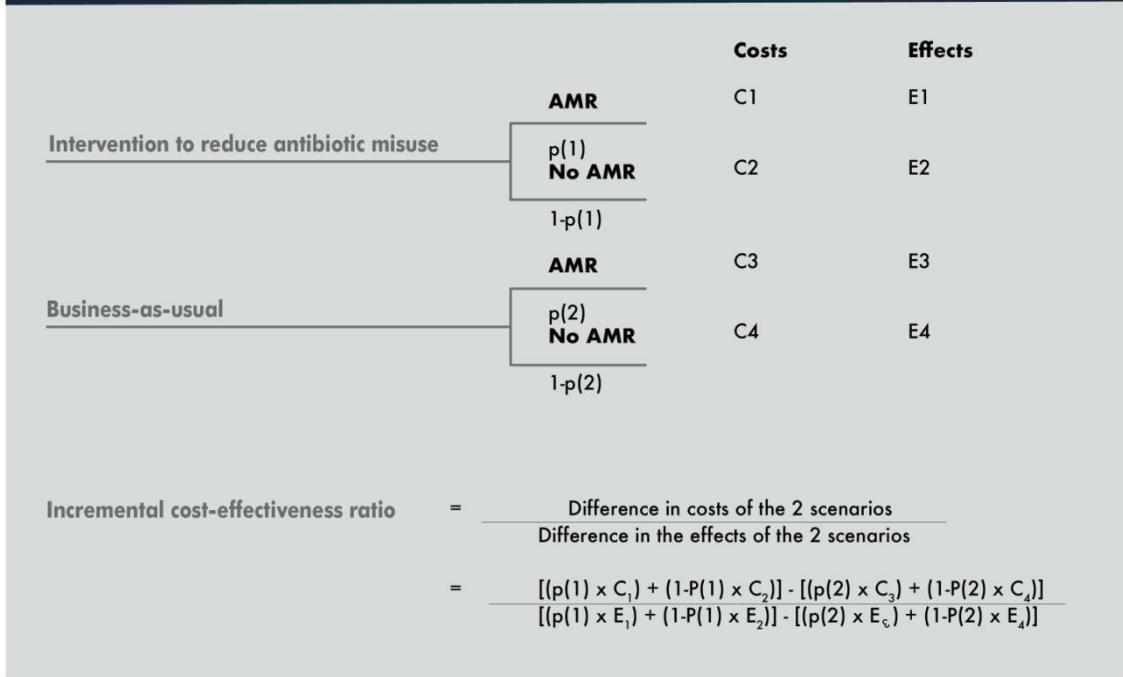 Costs Effects
AMR C1 E1
Intervention to reduce antibiotic misuse
p(1)
No AMR C2 E2
1-p(1)
AMR C3 E3
Business-as-usual
p(2)
No AMR C4 E4
1-p(2)
Incremental cost-effectiveness ratio = Difference in costs of the 2 scenarios
Difference in the effects of the 2 scenarios
= [(p(1) x C₁) + (1-P(1) x C₂)] - [(p(2) x C₃) + (1-P(2) x C₄)]
[(p(1) x E₁) + (1-P(1) x E₂)] - [(p(2) x E) + (1-P(2) x E₄)]